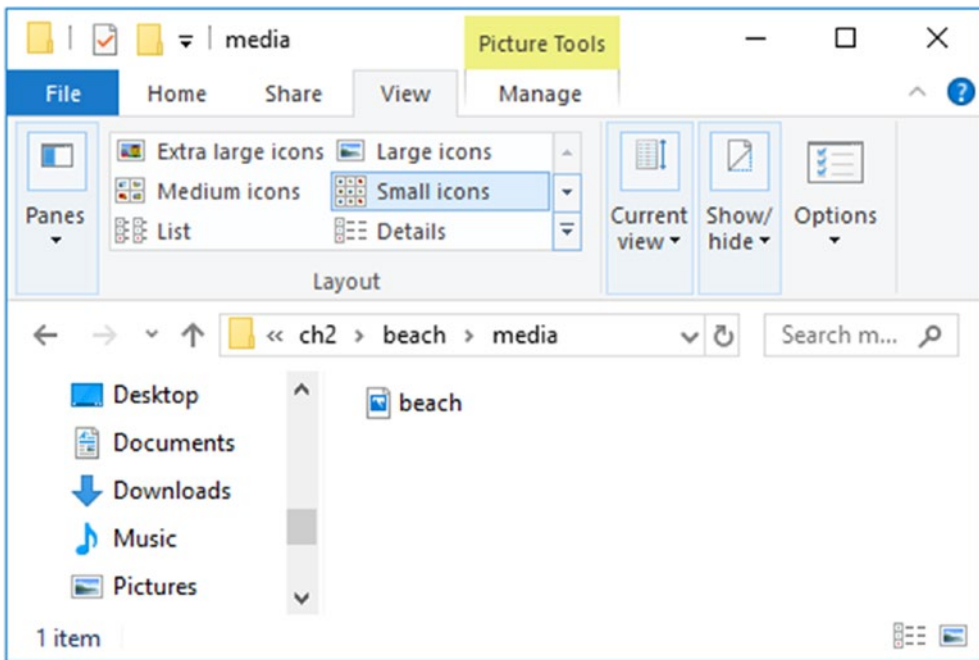 media
Picture Tools
File Home Share View Manage
Extra large icons Large icons
Medium icons Small icons
List Details
Panes
Current view
Show/ hide
Options
Layout
« ch2 > beach > media
Search m...
Desktop
Documents
Downloads
Music
Pictures
beach
1 item